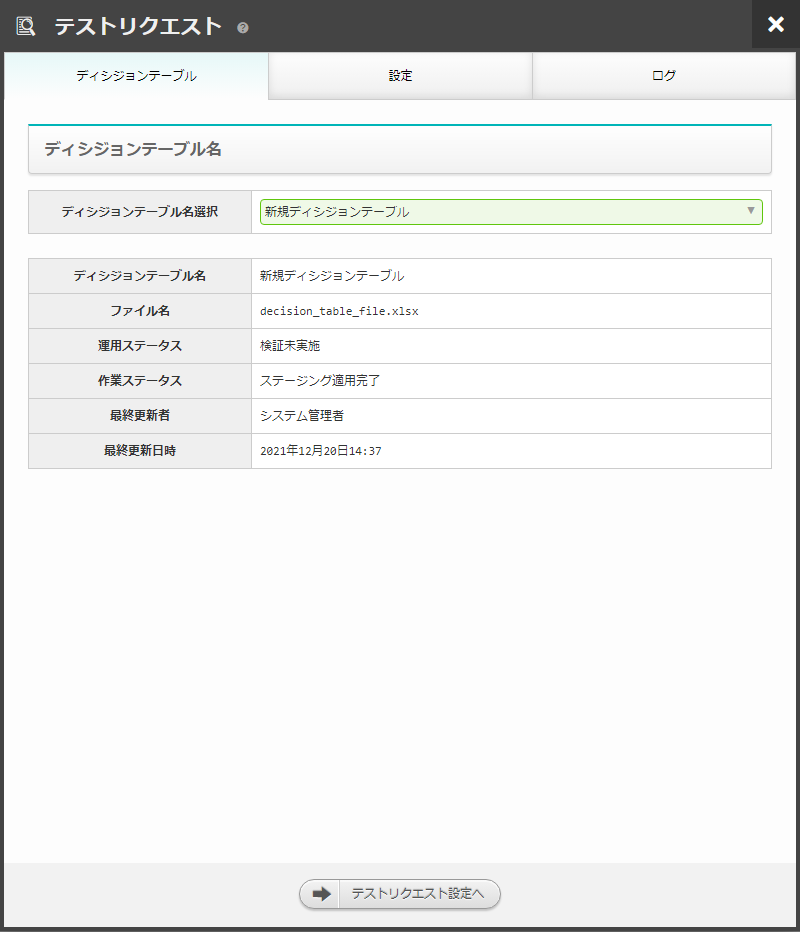 テストリクエスト
ディシジョンテーブル 設定 ログ
ディシジョンテーブル名
ディシジョンテーブル名選択 新規ディシジョンテーブル
ディシジョンテーブル名 新規ディシジョンテーブル
ファイル名 decision_table_file.xlsx
運用ステータス 検証未実施
作業ステータス ステージング適用完了
最終更新者 システム管理者
最終更新日時 2021年12月20日14:37
テストリクエスト設定へ